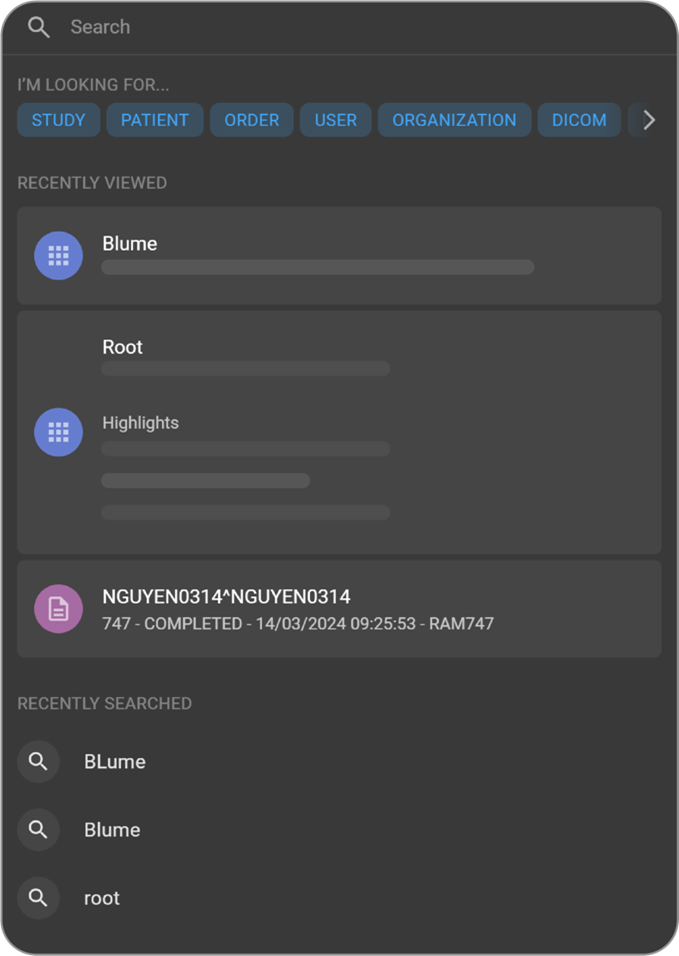 Search
I'M LOOKING FOR...
STUDY PATIENT ORDER USER ORGANIZATION DICOM
RECENTLY VIEWED
Blume
Root
Highlights
NGUYEN0314^NGUYEN0314
747 - COMPLETED - 14/03/2024 09:25:53 - RAM747
RECENTLY SEARCHED
BLume
Blume
root